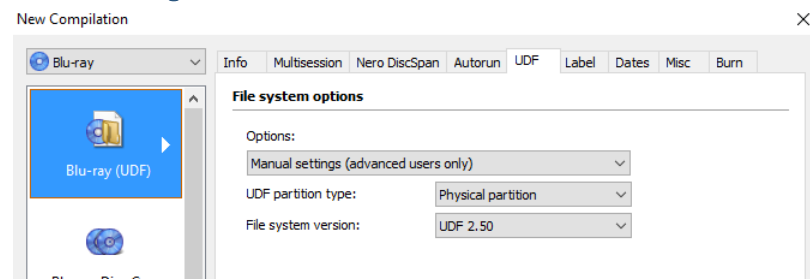 New Compilation
Blu-ray
Info Multisession Nero DiscSpan Autorun UDF Label Dates Misc Burn
File system options
Options:
Manual settings (advanced users only)
Blu-ray (UDF)
UDF partition type: Physical partition
File system version: UDF 2.50